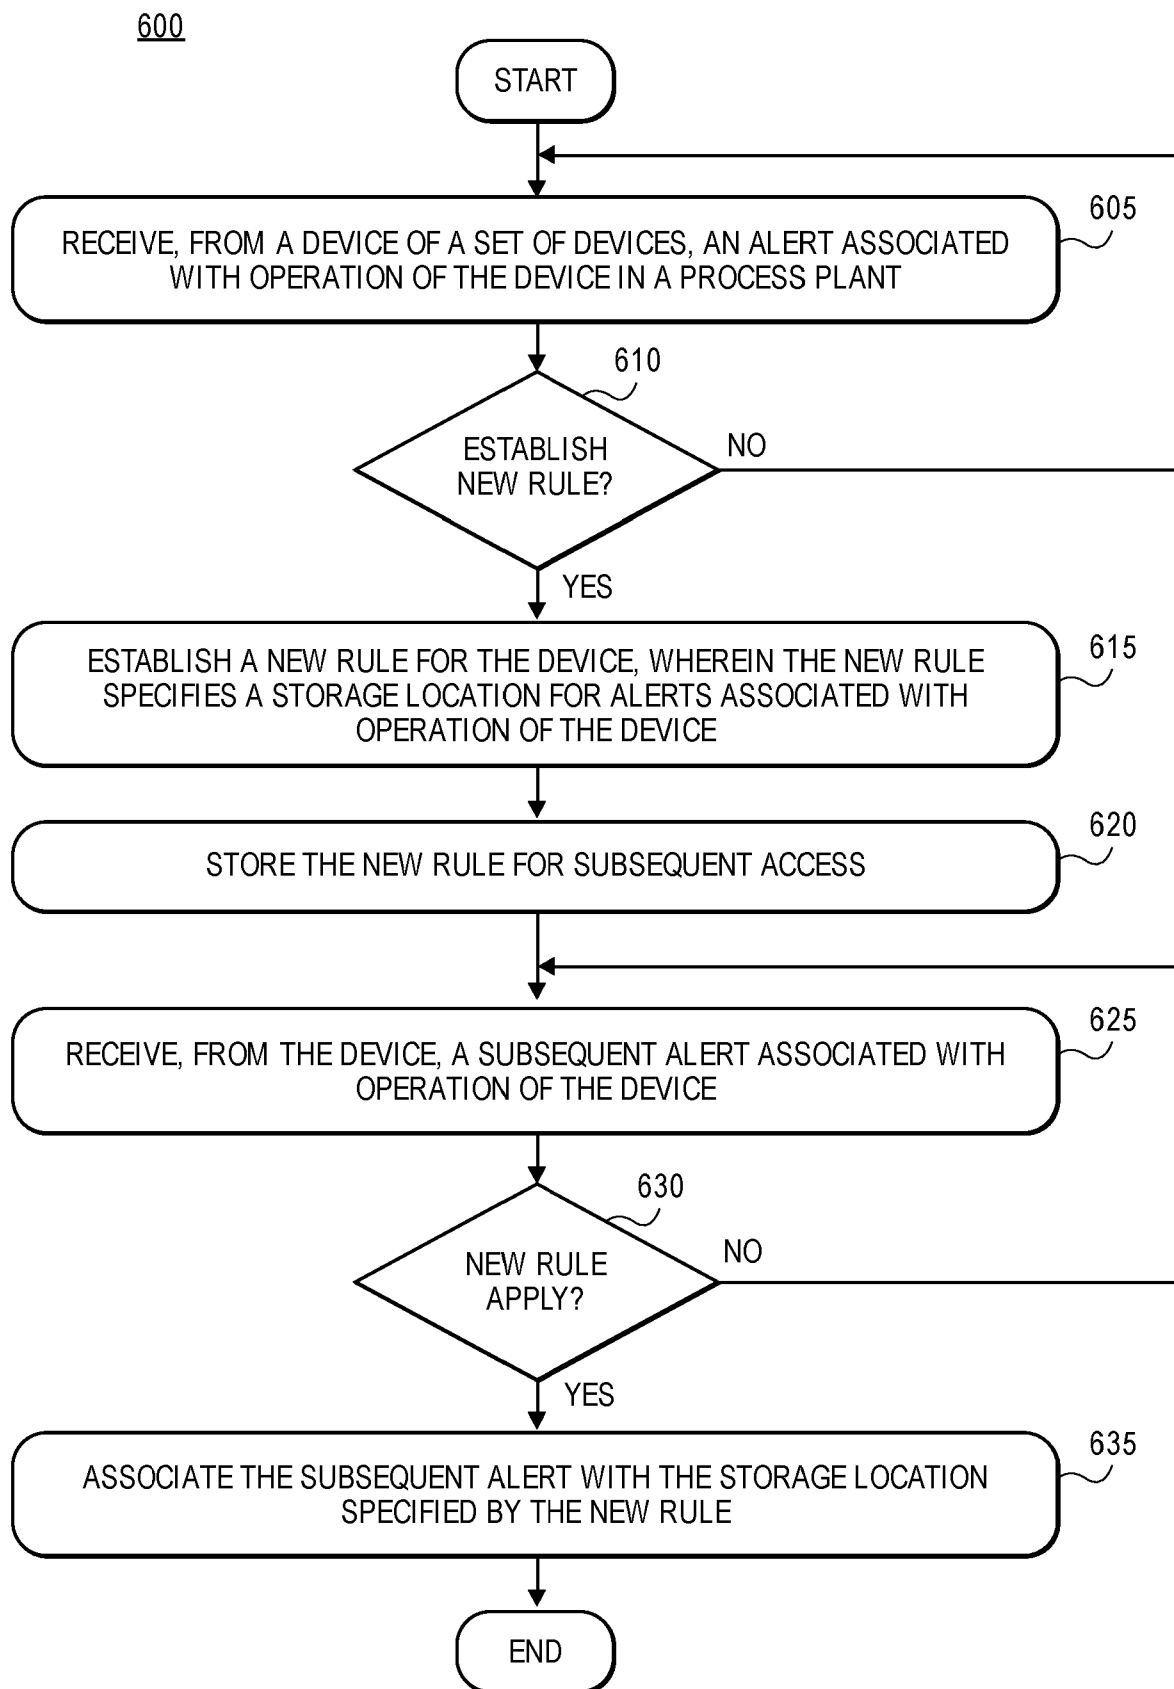 600
START
RECEIVE, FROM A DEVICE OF A SET OF DEVICES, AN ALERT ASSOCIATED
WITH OPERATION OF THE DEVICE IN A PROCESS PLANT
605
610
ESTABLISH
NEW RULE?
NO
YES
ESTABLISH A NEW RULE FOR THE DEVICE, WHEREIN THE NEW RULE
SPECIFIES A STORAGE LOCATION FOR ALERTS ASSOCIATED WITH
OPERATION OF THE DEVICE
615
STORE THE NEW RULE FOR SUBSEQUENT ACCESS
620
RECEIVE, FROM THE DEVICE, A SUBSEQUENT ALERT ASSOCIATED WITH
OPERATION OF THE DEVICE
625
630
NEW RULE
APPLY?
NO
YES
ASSOCIATE THE SUBSEQUENT ALERT WITH THE STORAGE LOCATION
SPECIFIED BY THE NEW RULE
635
END